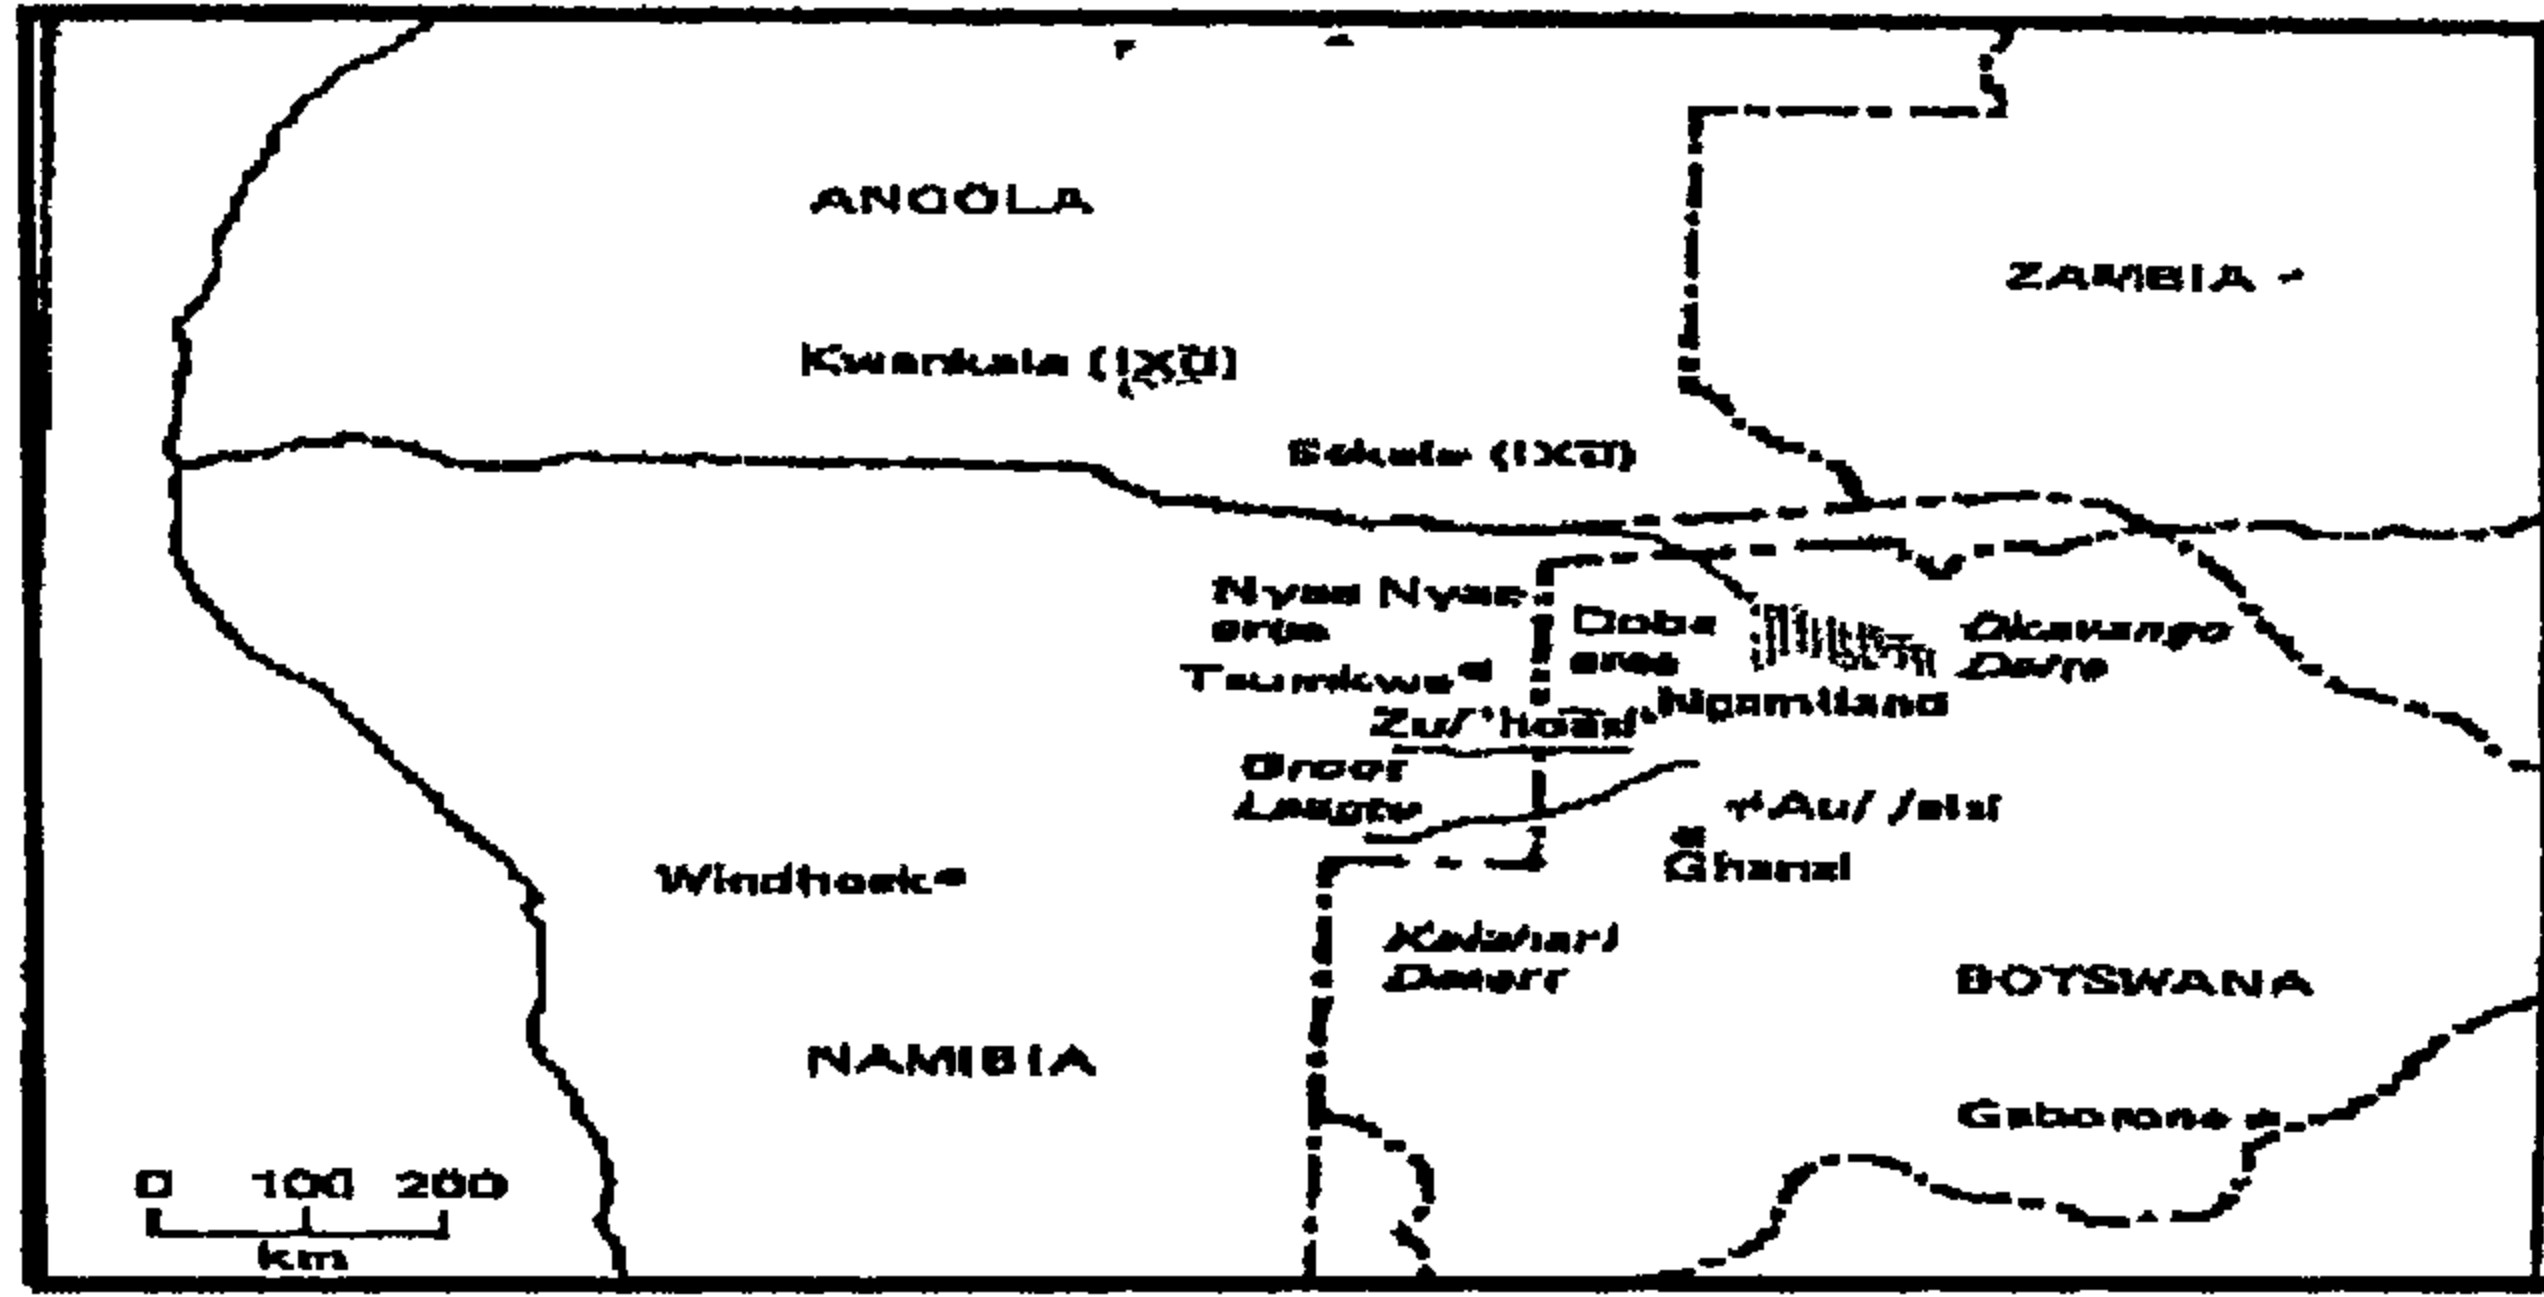 ANGOLA
ZAMBIA
Kwankala (!Xũ)
Sekele (!Xũ)
Nyae Nyae
area
Dobe
area
Okavango
Delta
Tsumkwe
Ngamiland
Zu/'hoasi
Groot
Laagte
Au//eisi
Ghanzi
Windhoek
Kalahari
Desert
BOTSWANA
NAMIBIA
Gaborone
0 100 200
km